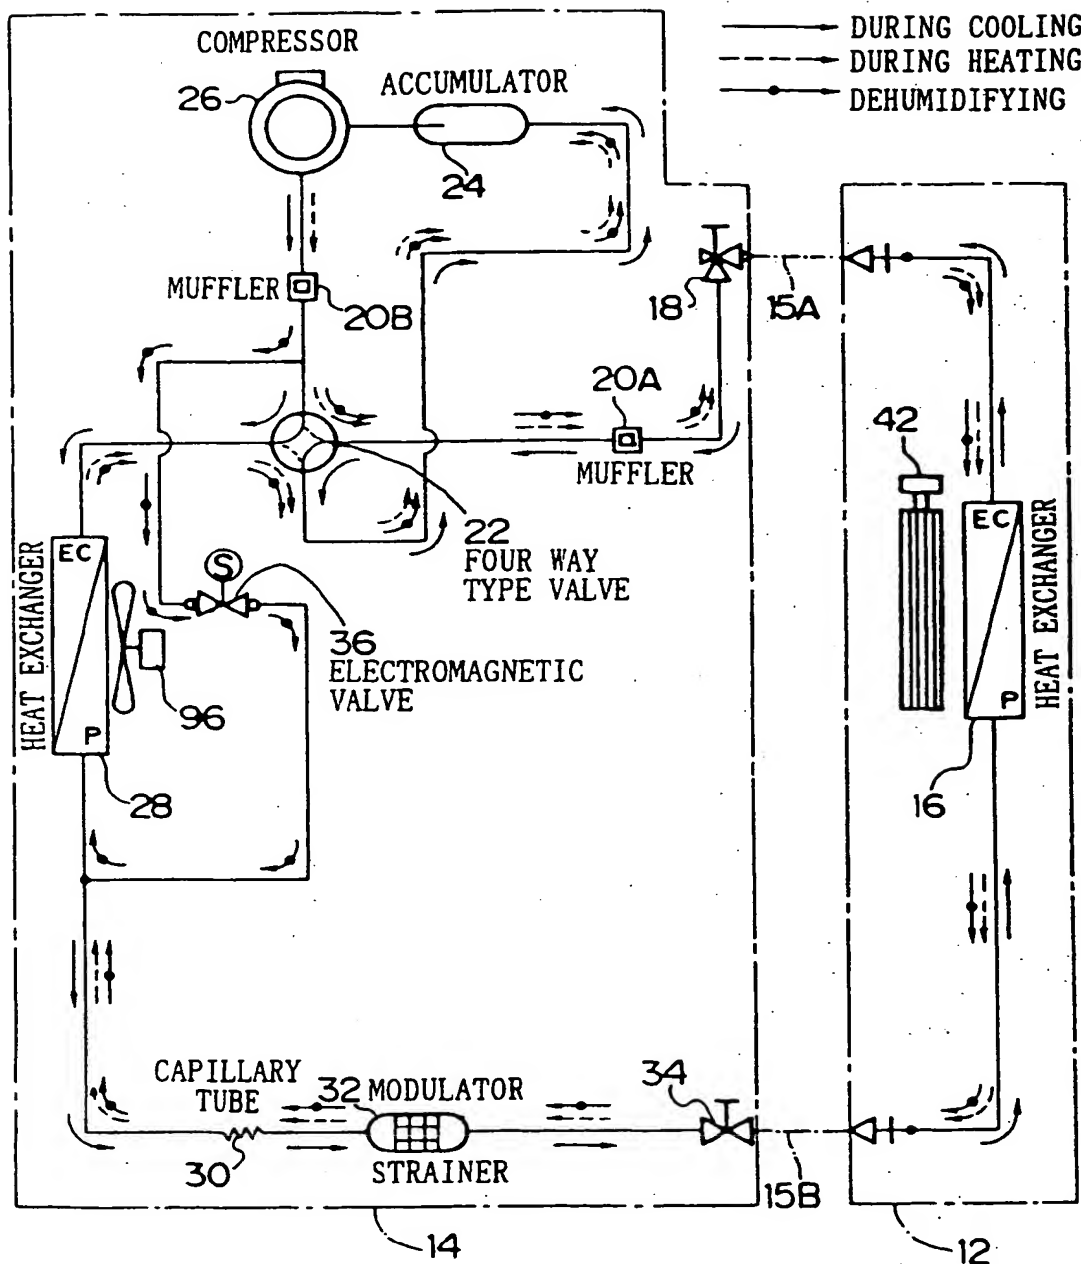 COMPRESSOR
DURING COOLING
DURING HEATING
DEHUMIDIFYING
26
ACCUMULATOR
24
MUFFLER
20B
18
15A
20A
MUFFLER
42
22
FOUR WAY
TYPE VALVE
EC
P
HEAT EXCHANGER
28
S
36
ELECTROMAGNETIC
VALVE
96
EC
P
HEAT EXCHANGER
16
CAPILLARY
TUBE
30
32
MODULATOR
STRAINER
34
15B
14
12